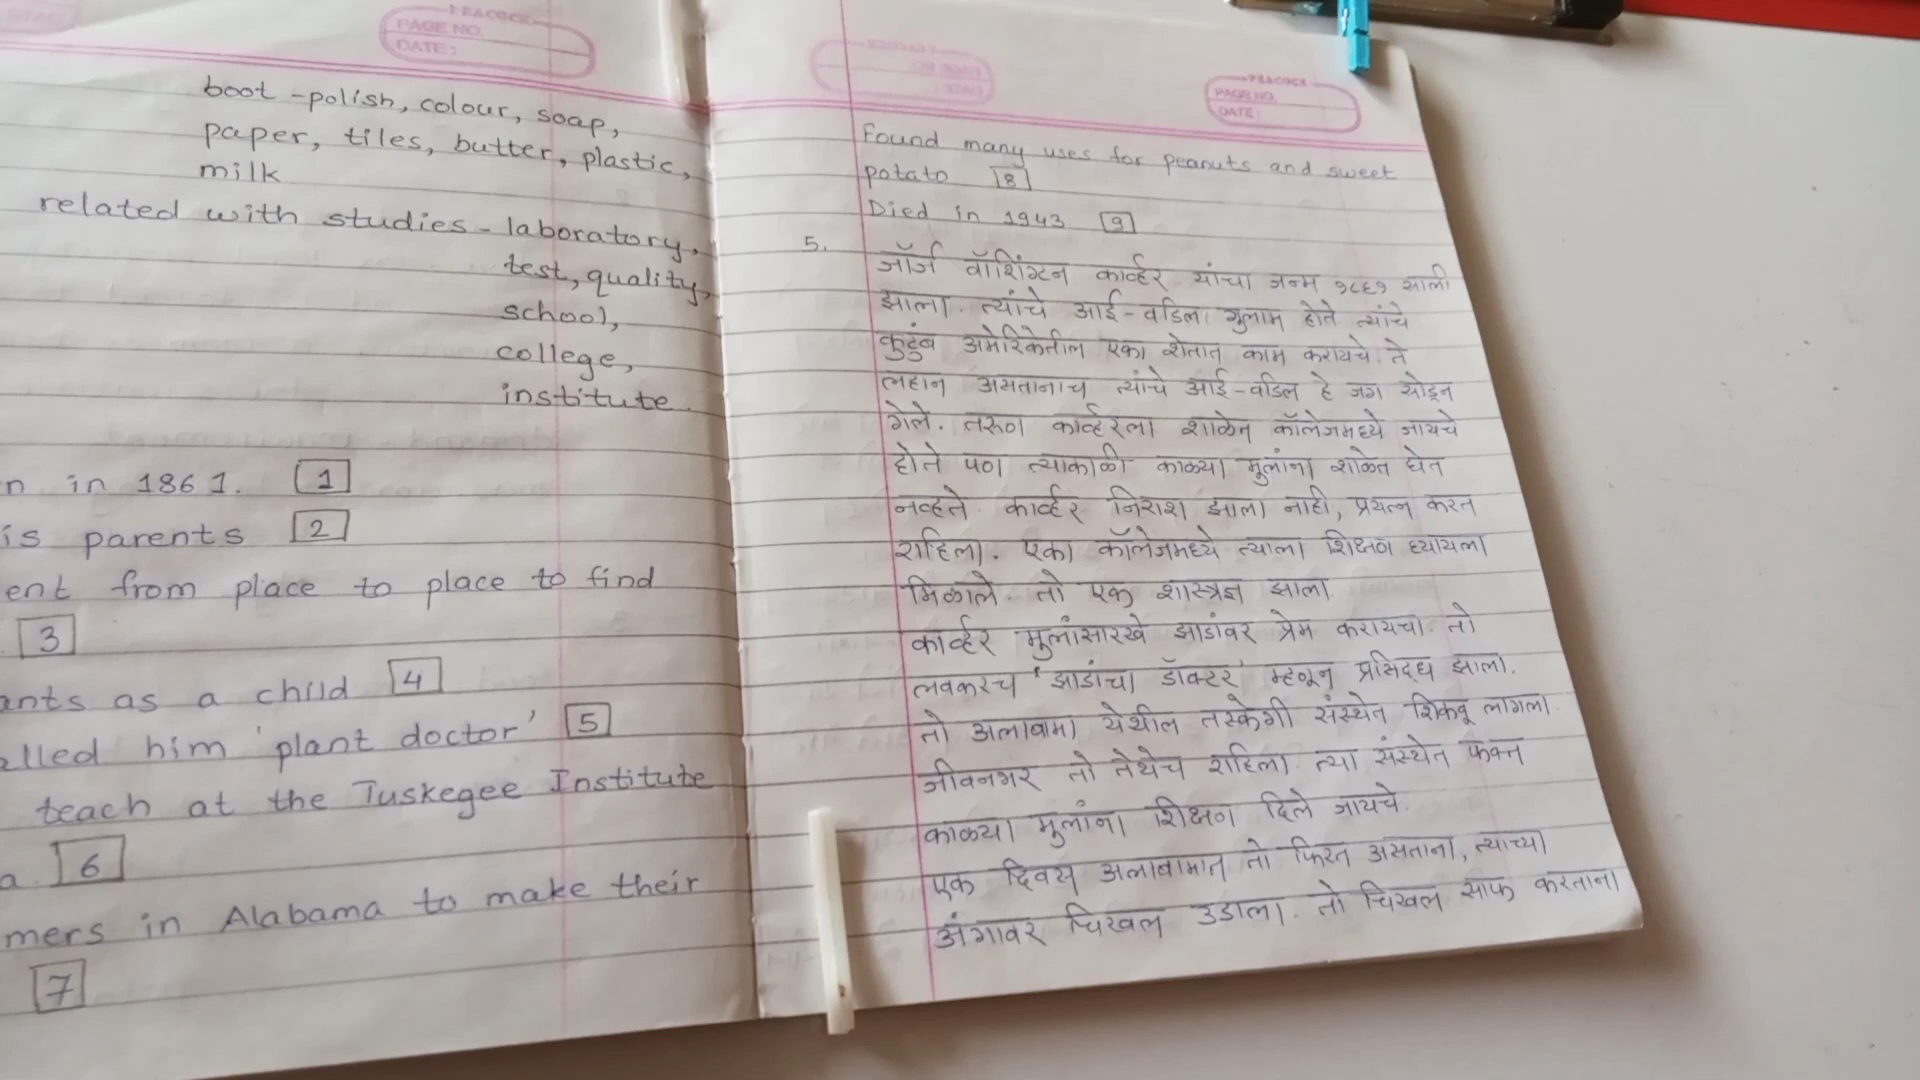 PEACOCK
PAGE NO.
DATE:
boot-polish, colour, soap,
paper, tiles, butter, plastic,
milk
related with studies - laboratory,
test, quality,
school,
college,
institute.
n in 1861. 1
is parents 2
ent from place to place to find
3
ants as a child 4
alled him 'plant doctor' 5
teach at the Tuskegee Institute
a. 6
mers in Alabama to make their
7
PEACOCK
PAGE NO.
DATE:
Found many uses for peanuts and sweet
potato 8
Died in 1943 9
5.
जॉर्ज वॉशिंग्टन कार्व्हर यांचा जन्म १८६१ साली
झाला. त्यांचे आई-वडिल गुलाम होते त्यांचे
कुटुंब अमेरिकेतील एका शेतात काम करायचे. ते
लहान असतानाच त्यांचे आई-वडिल हे जग सोडून
गेले. तरुण कार्व्हरला शाळेत कॉलेजमध्ये जायचे
होते पण त्याकाळी काळ्या मुलांना शाळेत घेत
नव्हते. कार्व्हर निराश झाला नाही, प्रयत्न करत
राहिला. एका कॉलेजमध्ये त्याला शिक्षण घ्यायला
मिळाले. तो एक शास्त्रज्ञ झाला.
कार्व्हर मुलांसारखे झाडांवर प्रेम करायचा. तो
लवकरच 'झाडांचा डॉक्टर' म्हणून प्रसिद्ध झाला.
तो अलाबामा येथील तस्केगी संस्थेत शिकवू लागला.
जीवनभर तो तेथेच राहिला. त्या संस्थेत फक्त
काळ्या मुलांना शिक्षण दिले जायचे.
एक दिवस अलाबामात तो फिरत असताना, त्याच्या
अंगावर चिखल उडाला. तो चिखल साफ करताना